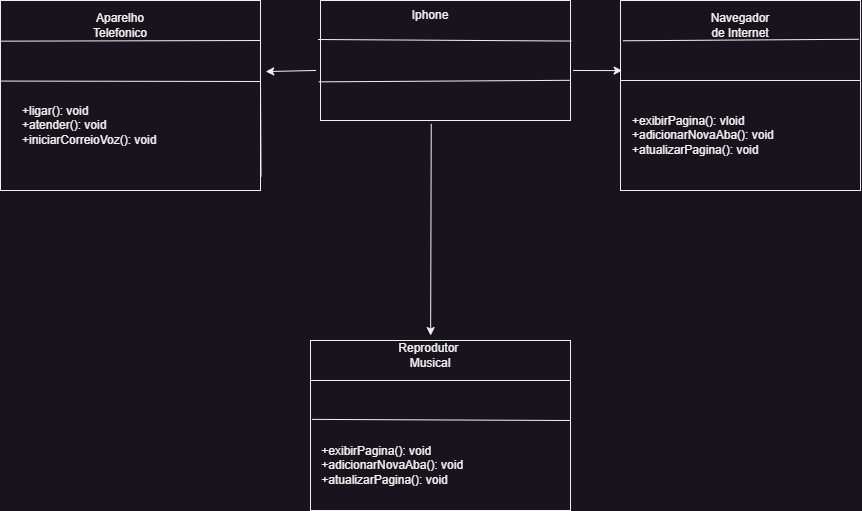 Aparelho
Telefonico
+ligar(): void
+atender(): void
+iniciarCorreioVoz(): void
Iphone
Navegador
de Internet
+exibirPagina(): vloid
+adicionarNovaAba(): void
+atualizarPagina(): void
Reprodutor
Musical
+exibirPagina(): void
+adicionarNovaAba(): void
+atualizarPagina(): void